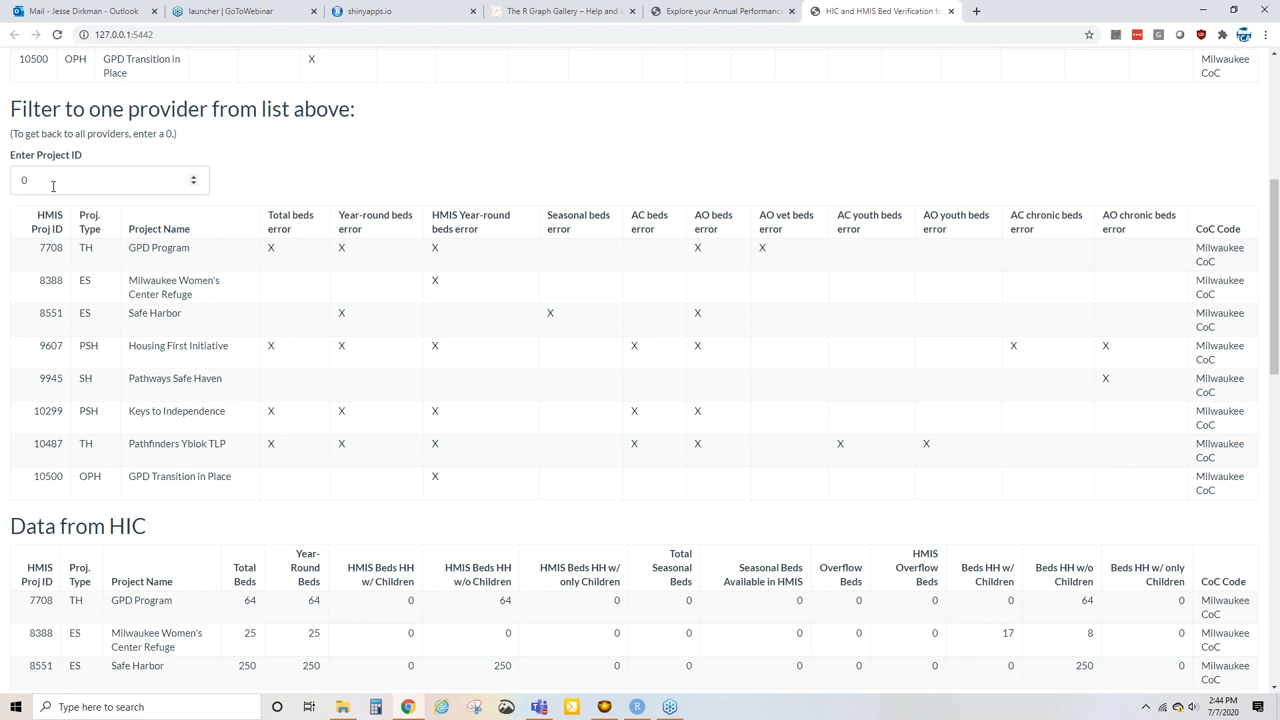 Mail - Jesse Dirkman - Outlook
launcher | GoToWebinar
shinyapps.io
The R Graph Gallery – Help and i
Explore your Annual Performance
HIC and HMIS Bed Verification fo
127.0.0.1:5442
10500 OPH GPD Transition in Place X Milwaukee CoC
Filter to one provider from list above:
(To get back to all providers, enter a 0.)
Enter Project ID
0
HMIS Proj ID Proj. Type Project Name Total beds error Year-round beds error HMIS Year-round beds error Seasonal beds error AC beds error AO beds error AO vet beds error AC youth beds error AO youth beds error AC chronic beds error AO chronic beds error CoC Code
7708 TH GPD Program X X X X X Milwaukee CoC
8388 ES Milwaukee Women's Center Refuge X Milwaukee CoC
8551 ES Safe Harbor X X X Milwaukee CoC
9607 PSH Housing First Initiative X X X X X X X Milwaukee CoC
9945 SH Pathways Safe Haven X Milwaukee CoC
10299 PSH Keys to Independence X X X X X Milwaukee CoC
10487 TH Pathfinders Yblok TLP X X X X X X X Milwaukee CoC
10500 OPH GPD Transition in Place X Milwaukee CoC
Data from HIC
HMIS Proj ID Proj. Type Project Name Total Beds Year-Round Beds HMIS Beds HH w/ Children HMIS Beds HH w/o Children HMIS Beds HH w/ only Children Total Seasonal Beds Seasonal Beds Available in HMIS Overflow Beds HMIS Overflow Beds Beds HH w/ Children Beds HH w/o Children Beds HH w/ only Children CoC Code
7708 TH GPD Program 64 64 0 64 0 0 0 0 0 0 64 0 Milwaukee CoC
8388 ES Milwaukee Women's Center Refuge 25 25 0 0 0 0 0 0 0 17 8 0 Milwaukee CoC
8551 ES Safe Harbor 250 250 0 250 0 0 0 0 0 0 250 0 Milwaukee CoC
Type here to search
2:44 PM
7/7/2020